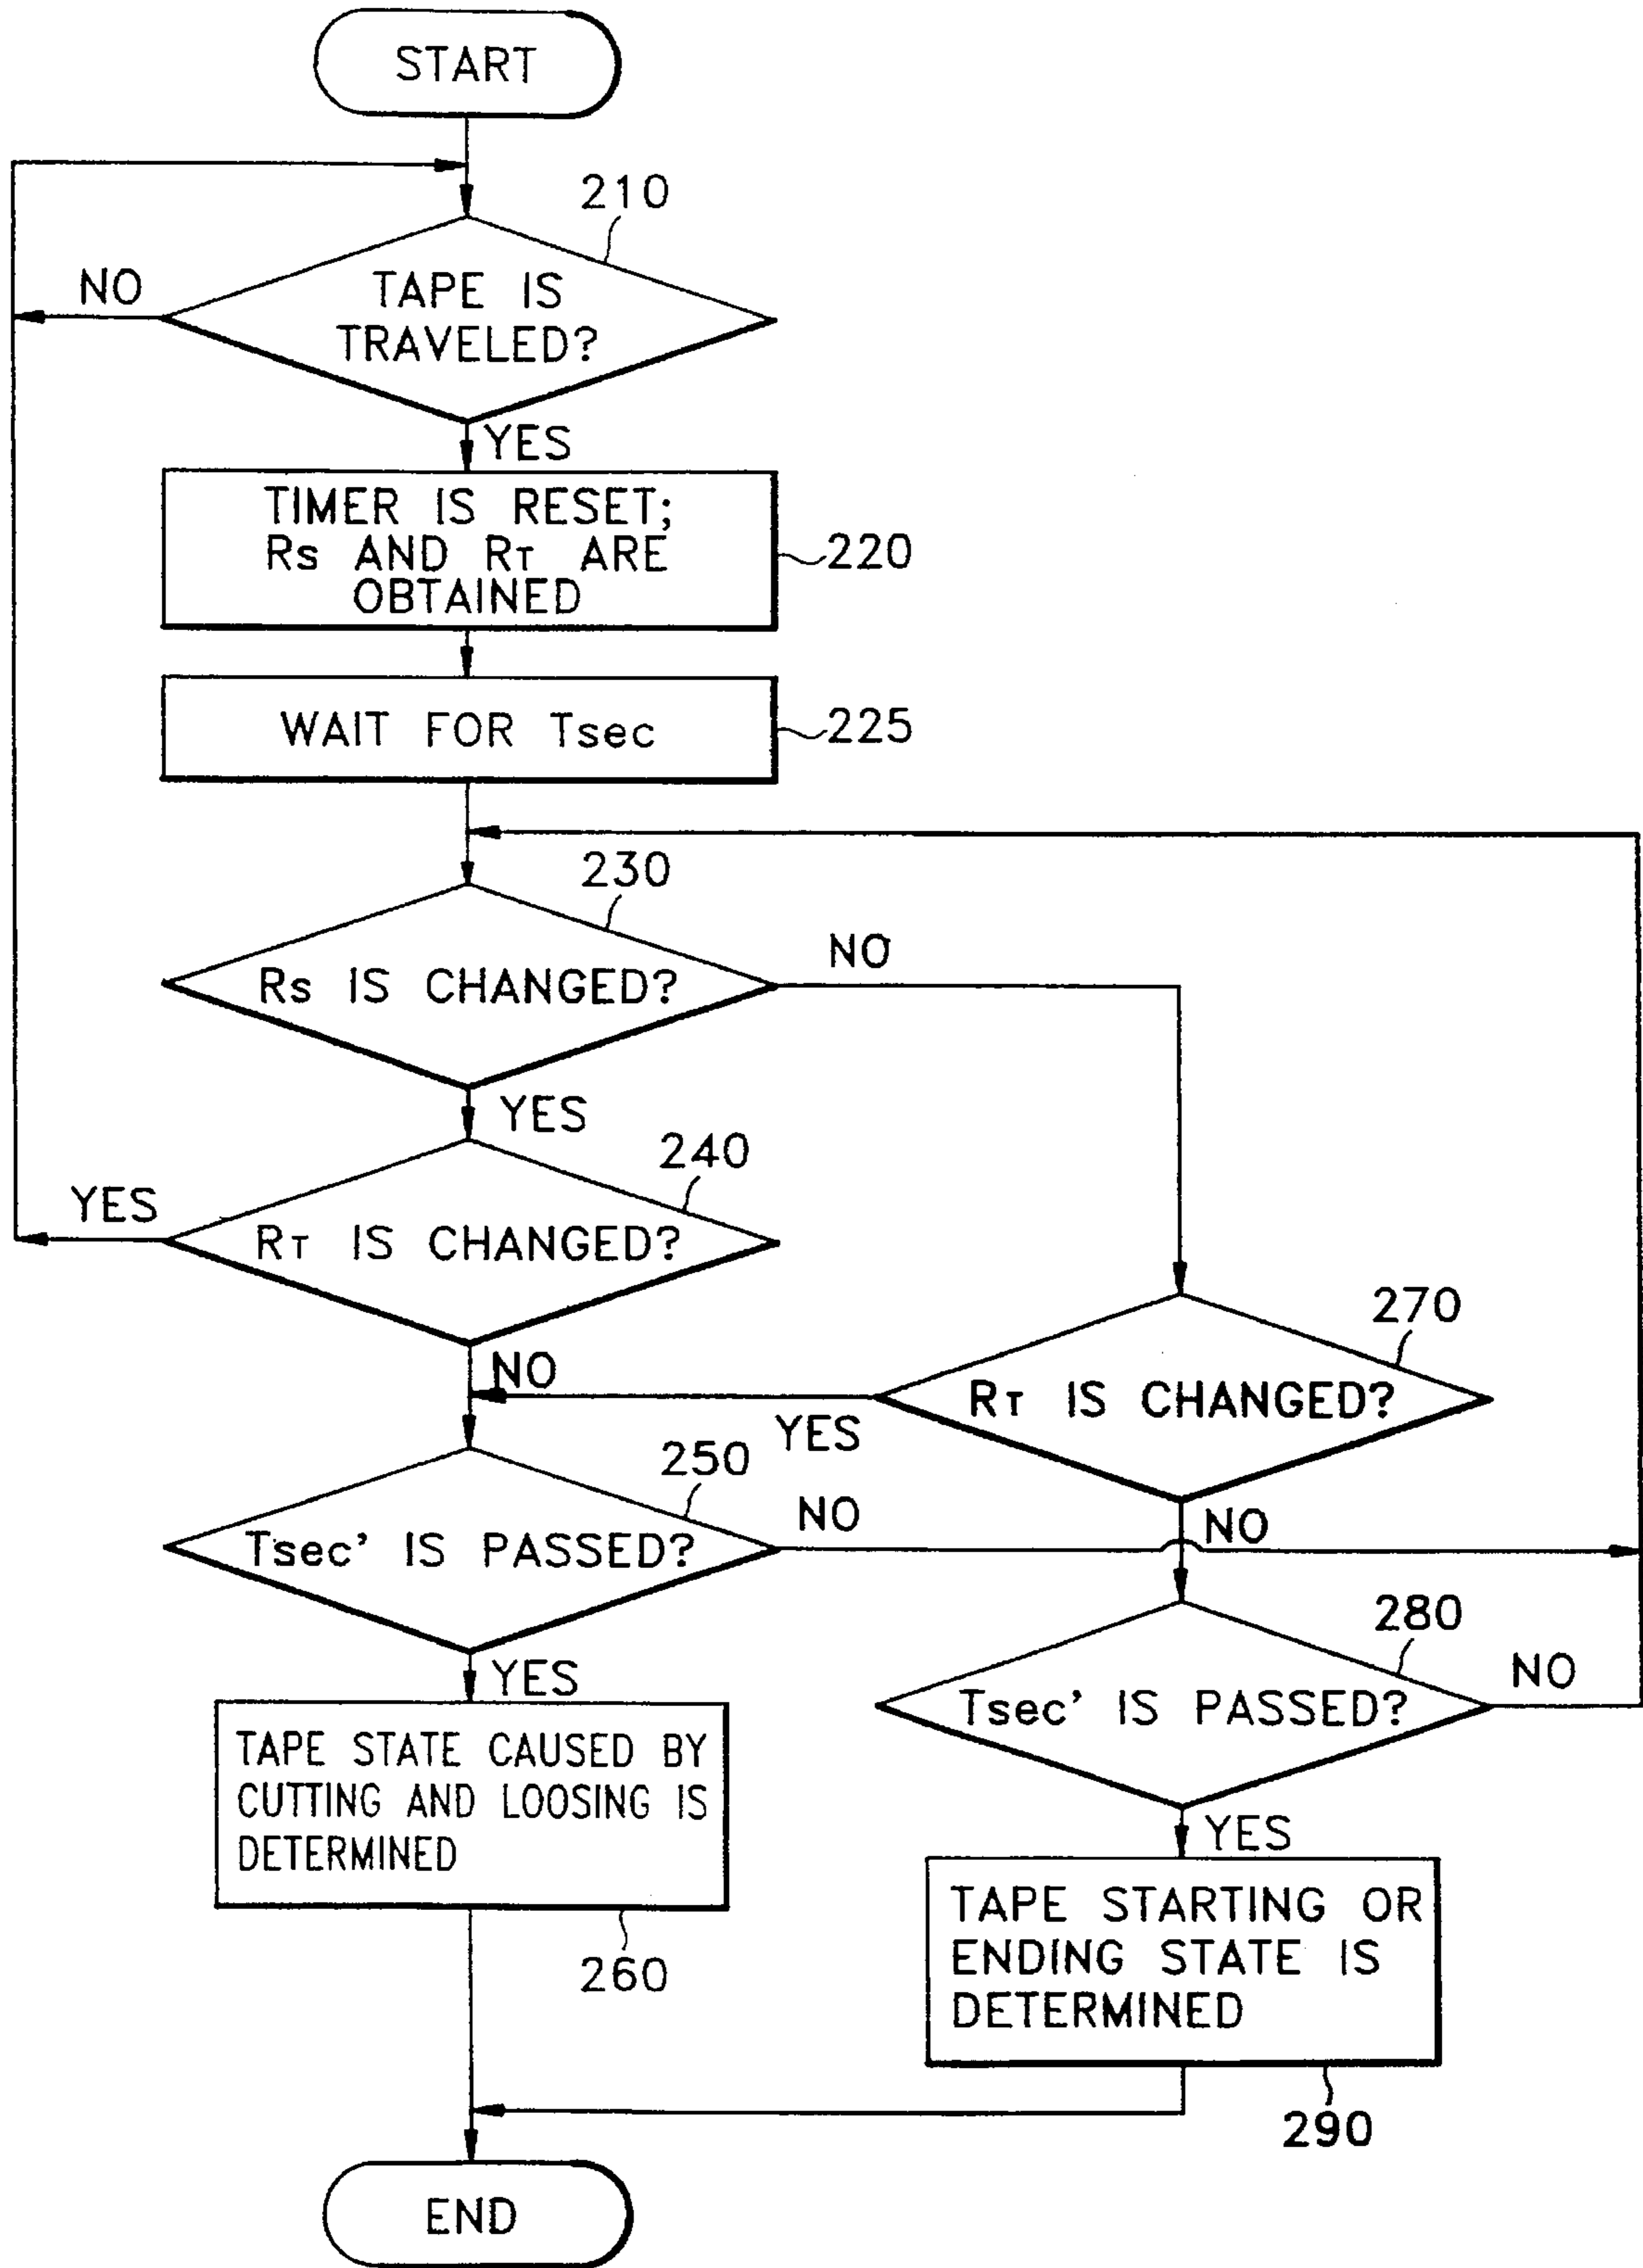 START
210
NO
TAPE IS
TRAVELED?
YES
TIMER IS RESET;
Rs AND RT ARE
OBTAINED
220
WAIT FOR Tsec
225
230
NO
Rs IS CHANGED?
YES
240
YES
RT IS CHANGED?
270
NO
RT IS CHANGED?
YES
250
NO
NO
Tsec' IS PASSED?
280
YES
NO
Tsec' IS PASSED?
TAPE STATE CAUSED BY
CUTTING AND LOOSING IS
DETERMINED
YES
260
TAPE STARTING OR
ENDING STATE IS
DETERMINED
290
END